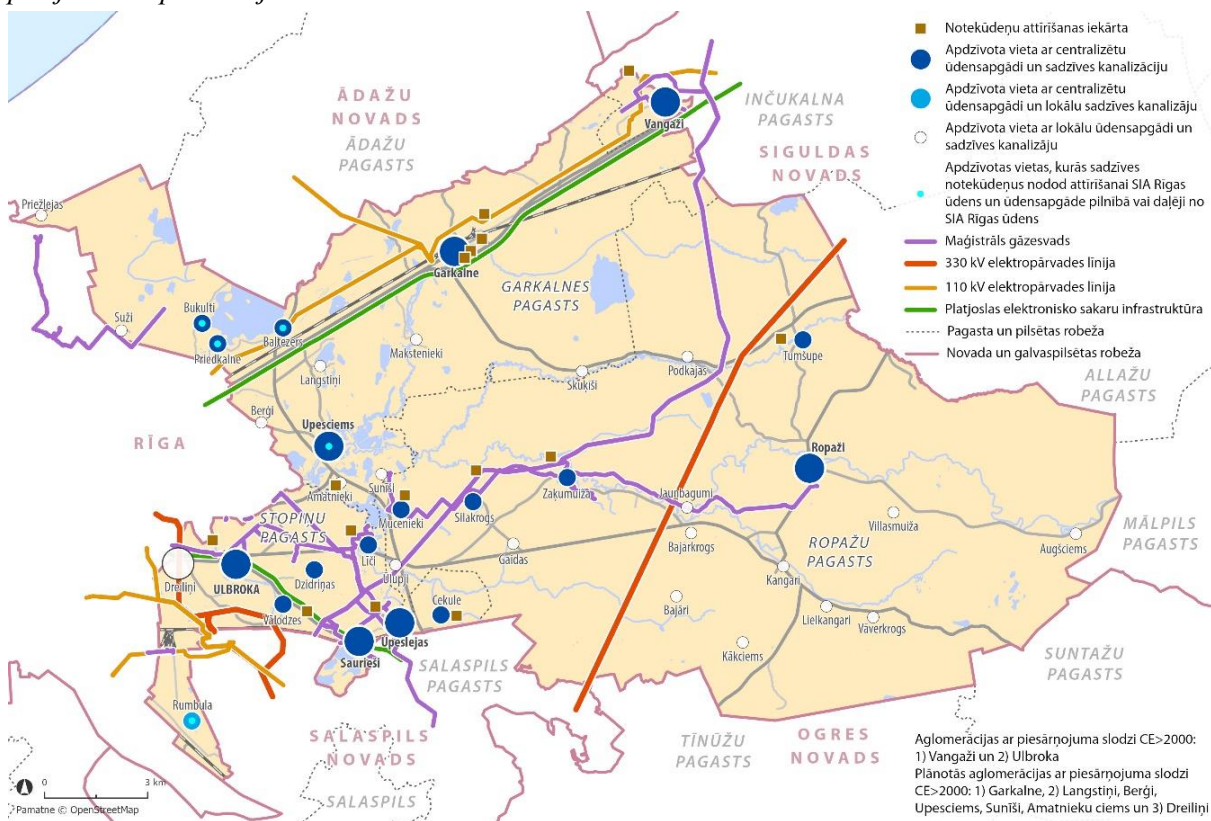 Notekūdeņu attīrīšanas iekārta
Apdzīvota vieta ar centralizētu
ūdensapgādi un sadzīves kanalizāciju
Apdzīvota vieta ar centralizētu
ūdensapgādi un lokālu sadzīves kanalizāju
Apdzīvota vieta ar lokālu ūdensapgādi un
sadzīves kanalizāju
Apdzīvotas vietas, kurās sadzīves
notekūdeņus nodod attīrīšanai SIA Rīgas
ūdens un ūdensapgāde pilnībā vai daļēji no
SIA Rīgas ūdens
Maģistrāls gāzesvads
330 kV elektropārvades līnija
110 kV elektropārvades līnija
Platjoslas elektronisko sakaru infrastruktūra
Pagasta un pilsētas robeža
Novada un galvaspilsētas robeža
ĀDAŽU
NOVADS
ĀDAŽU
PAGASTS
INČUKALNA
PAGASTS
SIGULDAS
NOVADS
Vangaži
Priežlejas
Garkalne
GARKALNES
PAGASTS
Bukulti
Suži
Priedkalne
Baltezers
Makstenieki
Langstiņi
Skuķīši
Podkājas
Tumšupe
ALLAŽU
PAGASTS
Berģi
RĪGA
Upesciems
Ropaži
Sunīši
Amatnieki
Mucenieki
Silakrogs
Zaķumuiža
Jaunbagumi
Villasmuiža
STOPIŅU
PAGASTS
Līči
Gaidas
Bajārkrogs
ROPAŽU
PAGASTS
Augšciems
MĀLPILS
PAGASTS
Dreiliņi
ULBROKA
Dzidriņas
Ulupji
Kangari
Vālodzes
Cekule
Upeslejas
Saurieši
Bajāri
Lielkangari
Vāverkrogs
Kākciems
SALASPILS
PAGASTS
SUNTAŽU
PAGASTS
Rumbula
SALASPILS
NOVADS
TĪNŪŽU
PAGASTS
OGRES
NOVADS
SALASPILS
0 3 km
Pamatne © OpenStreetMap
Aglomerācijas ar piesārņojuma slodzi CE>2000:
1) Vangaži un 2) Ulbroka
Plānotās aglomerācijas ar piesārņojuma slodzi
CE>2000: 1) Garkalne, 2) Langstiņi, Berģi,
Upesciems, Sunīši, Amatnieku ciems un 3) Dreiliņi